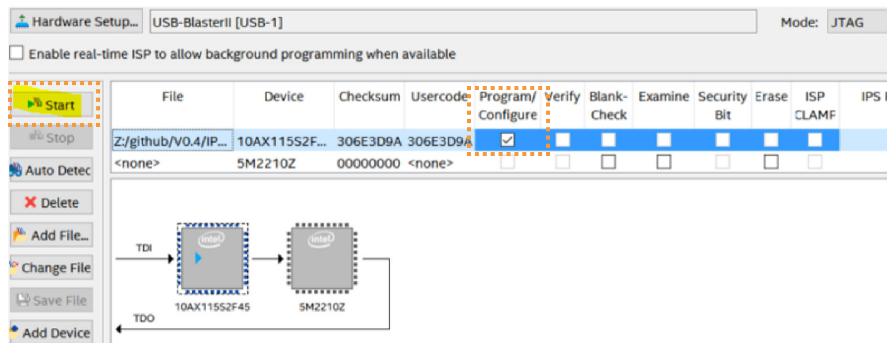 Hardware Setup... USB-BlasterII [USB-1] Mode: JTAG
Enable real-time ISP to allow background programming when available
Start
Stop
Auto Detec
Delete
Add File...
Change File
Save File
Add Device
File Device Checksum Usercode Program/ Verify Blank- Examine Security Erase ISP IPS
Configure Check Bit CLAMP
Z:/github/V0.4/IP... 10AX115S2F... 306E3D9A 306E3D9A
<none> 5M2210Z 00000000 <none>
TDI
intel
intel
10AX115S2F45 5M2210Z
TDO